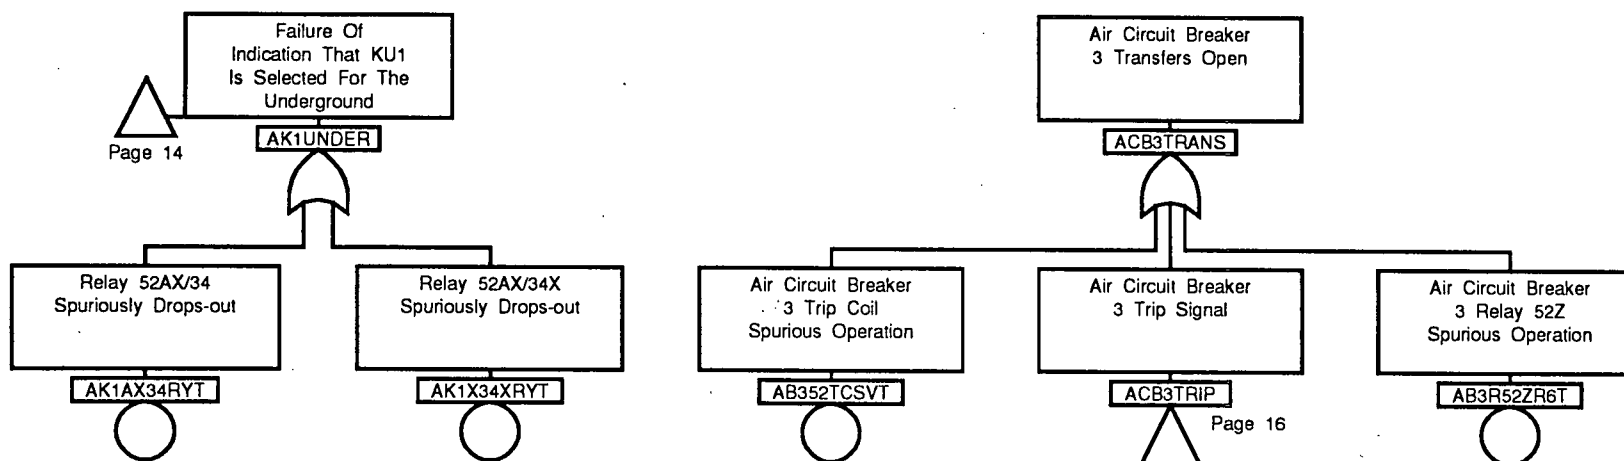 Failure Of
Indication That KU1
Is Selected For The
Underground
Page 14
AK1UNDER
Relay 52AX/34
Spuriously Drops-out
AK1AX34RYT
Relay 52AX/34X
Spuriously Drops-out
AK1X34XRYT
Air Circuit Breaker
3 Transfers Open
ACB3TRANS
Air Circuit Breaker
3 Trip Coil
Spurious Operation
AB352TCSVT
Air Circuit Breaker
3 Trip Signal
ACB3TRIP
Page 16
Air Circuit Breaker
3 Relay 52Z
Spurious Operation
AB3R52ZR6T